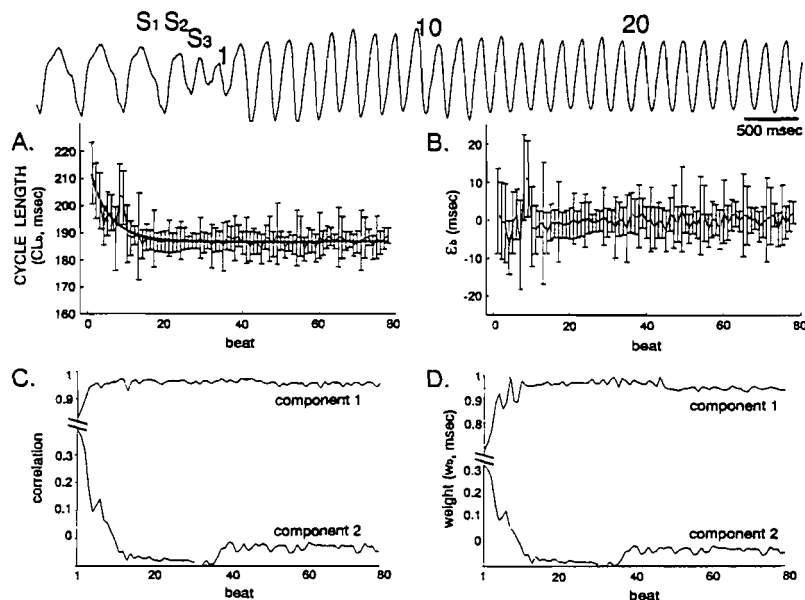 S1 S2
S3
1
10
20
500 msec
A.
220
210
200
190
180
170
160
CYCLE LENGTH
(CLb, msec)
0 20 40 60 80
beat
B.
20
10
0
-10
-20
εb (msec)
0 20 40 60 80
beat
C.
1
0.9
0.3
0.2
0.1
0
correlation
component 1
component 2
1 20 40 60 80
beat
D.
1
0.9
0.8
0.3
0.2
0.1
0
weight (wb, msec)
component 1
component 2
1 20 40 60 80
beat